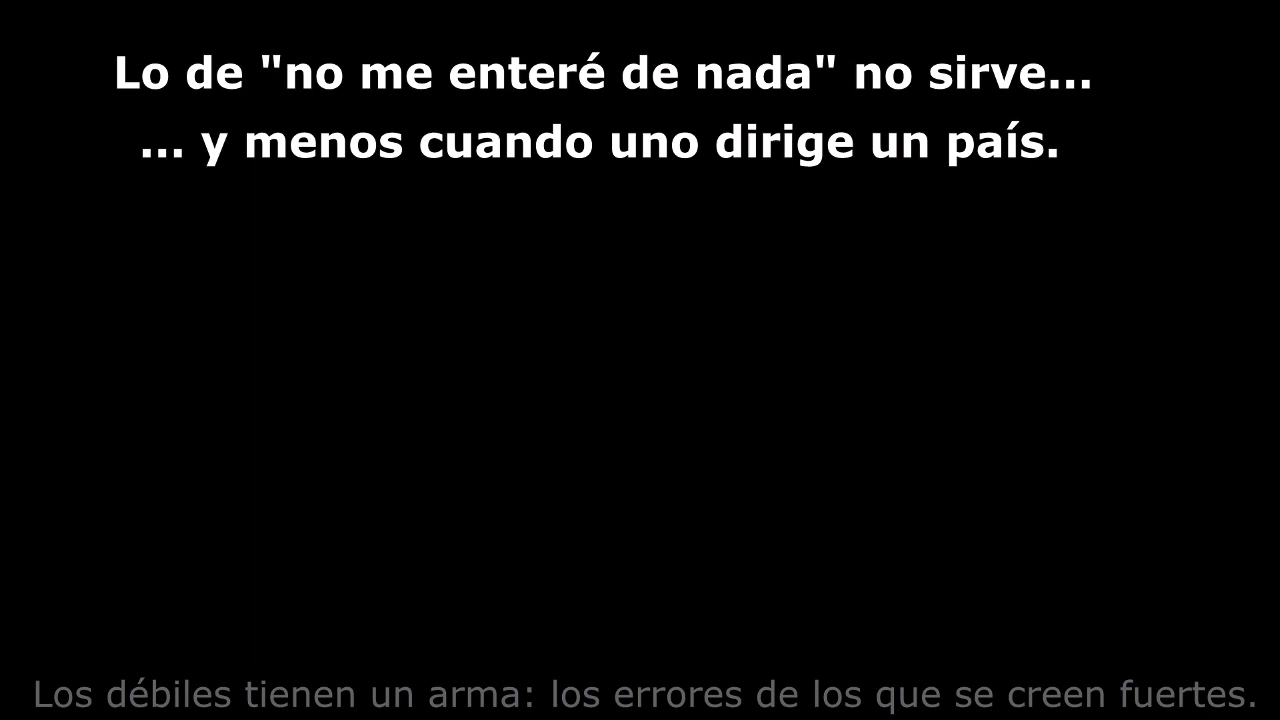 Lo de "no me enteré de nada" no sirve...
... y menos cuando uno dirige un país.
Los débiles tienen un arma: los errores de los que se creen fuertes.